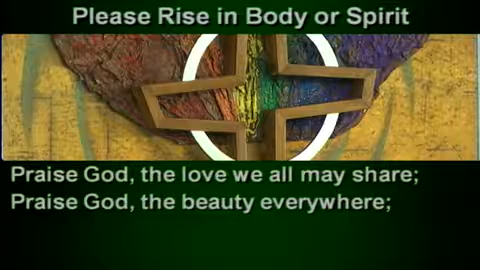 Please Rise in Body or Spirit
Praise God, the love we all may share;
Praise God, the beauty everywhere;